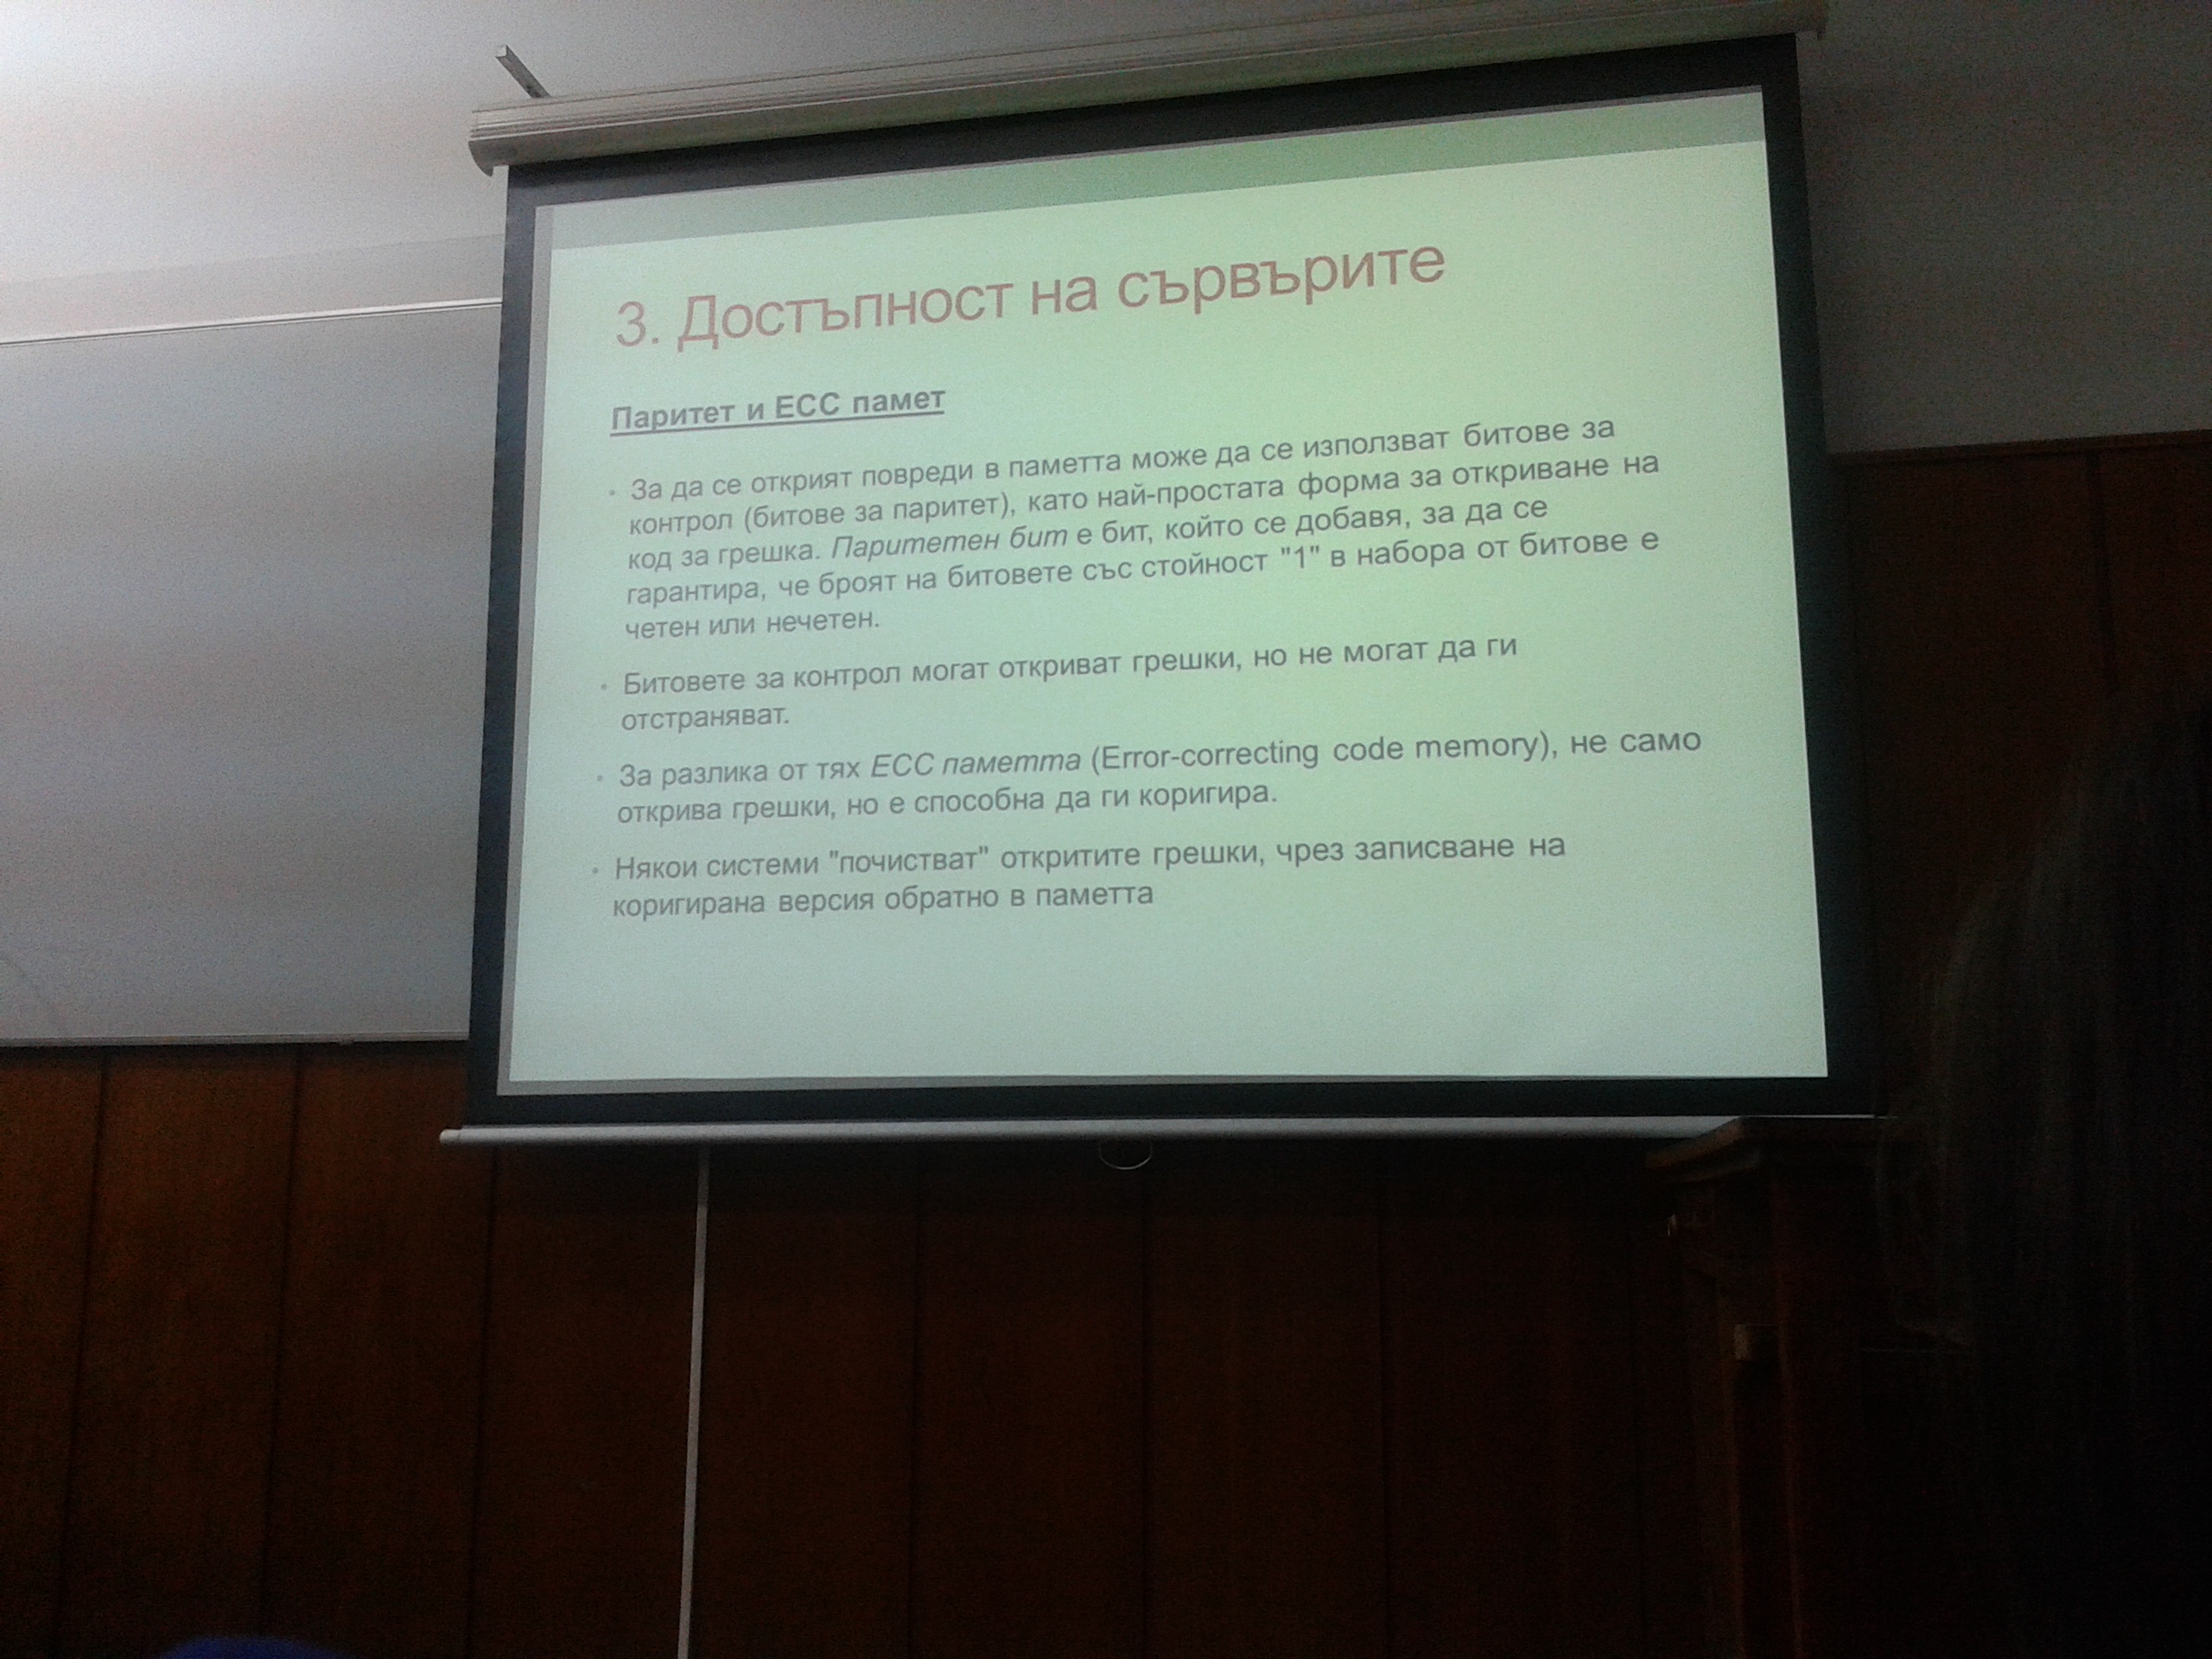 3. Достъпност на сървърите
Паритет и ECC памет
• За да се открият повреди в паметта може да се използват битове за
контрол (битове за паритет), като най-простата форма за откриване на
код за грешка. Паритетен бит е бит, който се добавя, за да се
гарантира, че броят на битовете със стойност "1" в набора от битове е
четен или нечетен.
• Битовете за контрол могат откриват грешки, но не могат да ги
отстраняват.
• За разлика от тях ECC паметта (Error-correcting code memory), не само
открива грешки, но е способна да ги коригира.
• Някои системи "почистват" откритите грешки, чрез записване на
коригирана версия обратно в паметта